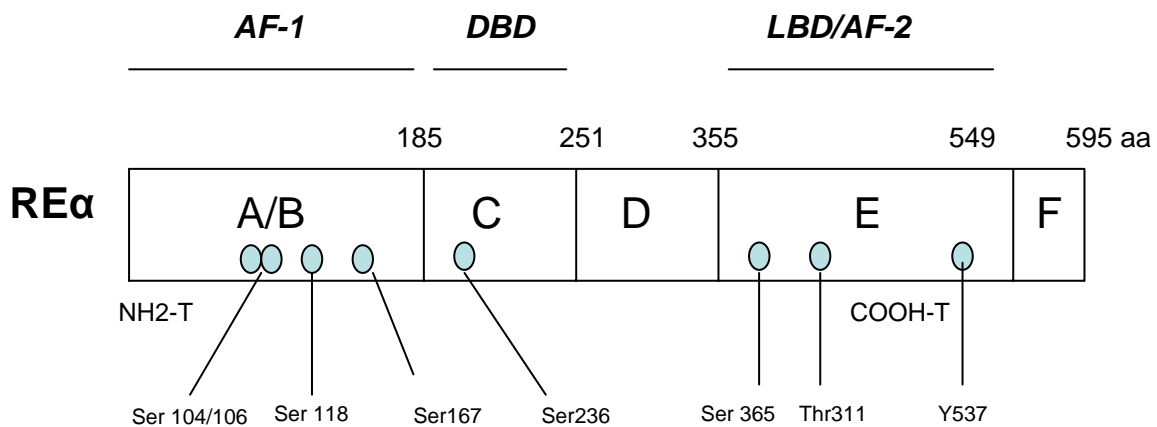 AF-1 DBD LBD/AF-2
185 251 355 549 595 aa
REα A/B C D E F
NH2-T COOH-T
Ser 104/106 Ser 118 Ser167 Ser236 Ser 365 Thr311 Y537